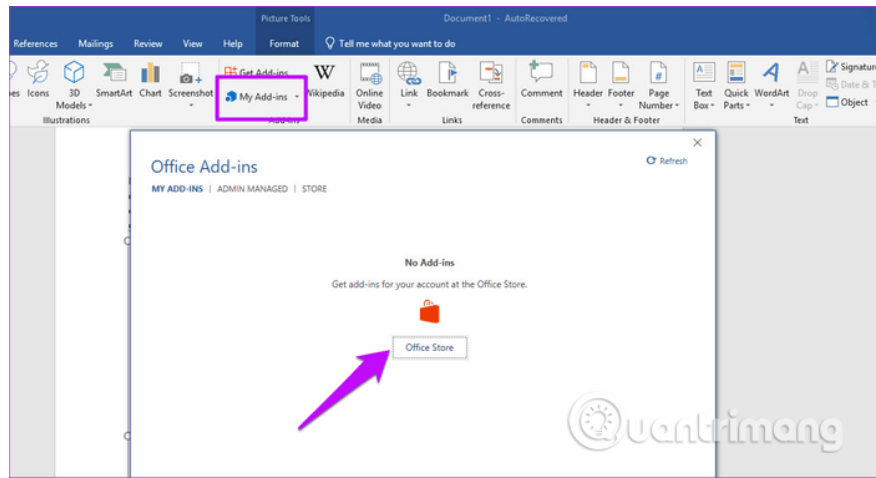 Picture Tools
Document1 - AutoRecovered
References Mailings Review View Help Format Tell me what you want to do
Icons 3D Models SmartArt Chart Screenshot
Get Add-ins
My Add-ins
Wikipedia
Online Video
Link Bookmark Cross-reference
Comment
Header Footer Page Number
Text Box Quick Parts WordArt Drop Cap
Signature
Date & T
Object
Illustrations Add-ins Media Links Comments Header & Footer Text
Office Add-ins
Refresh
MY ADD-INS | ADMIN MANAGED | STORE
No Add-ins
Get add-ins for your account at the Office Store.
Office Store
Quantrimang